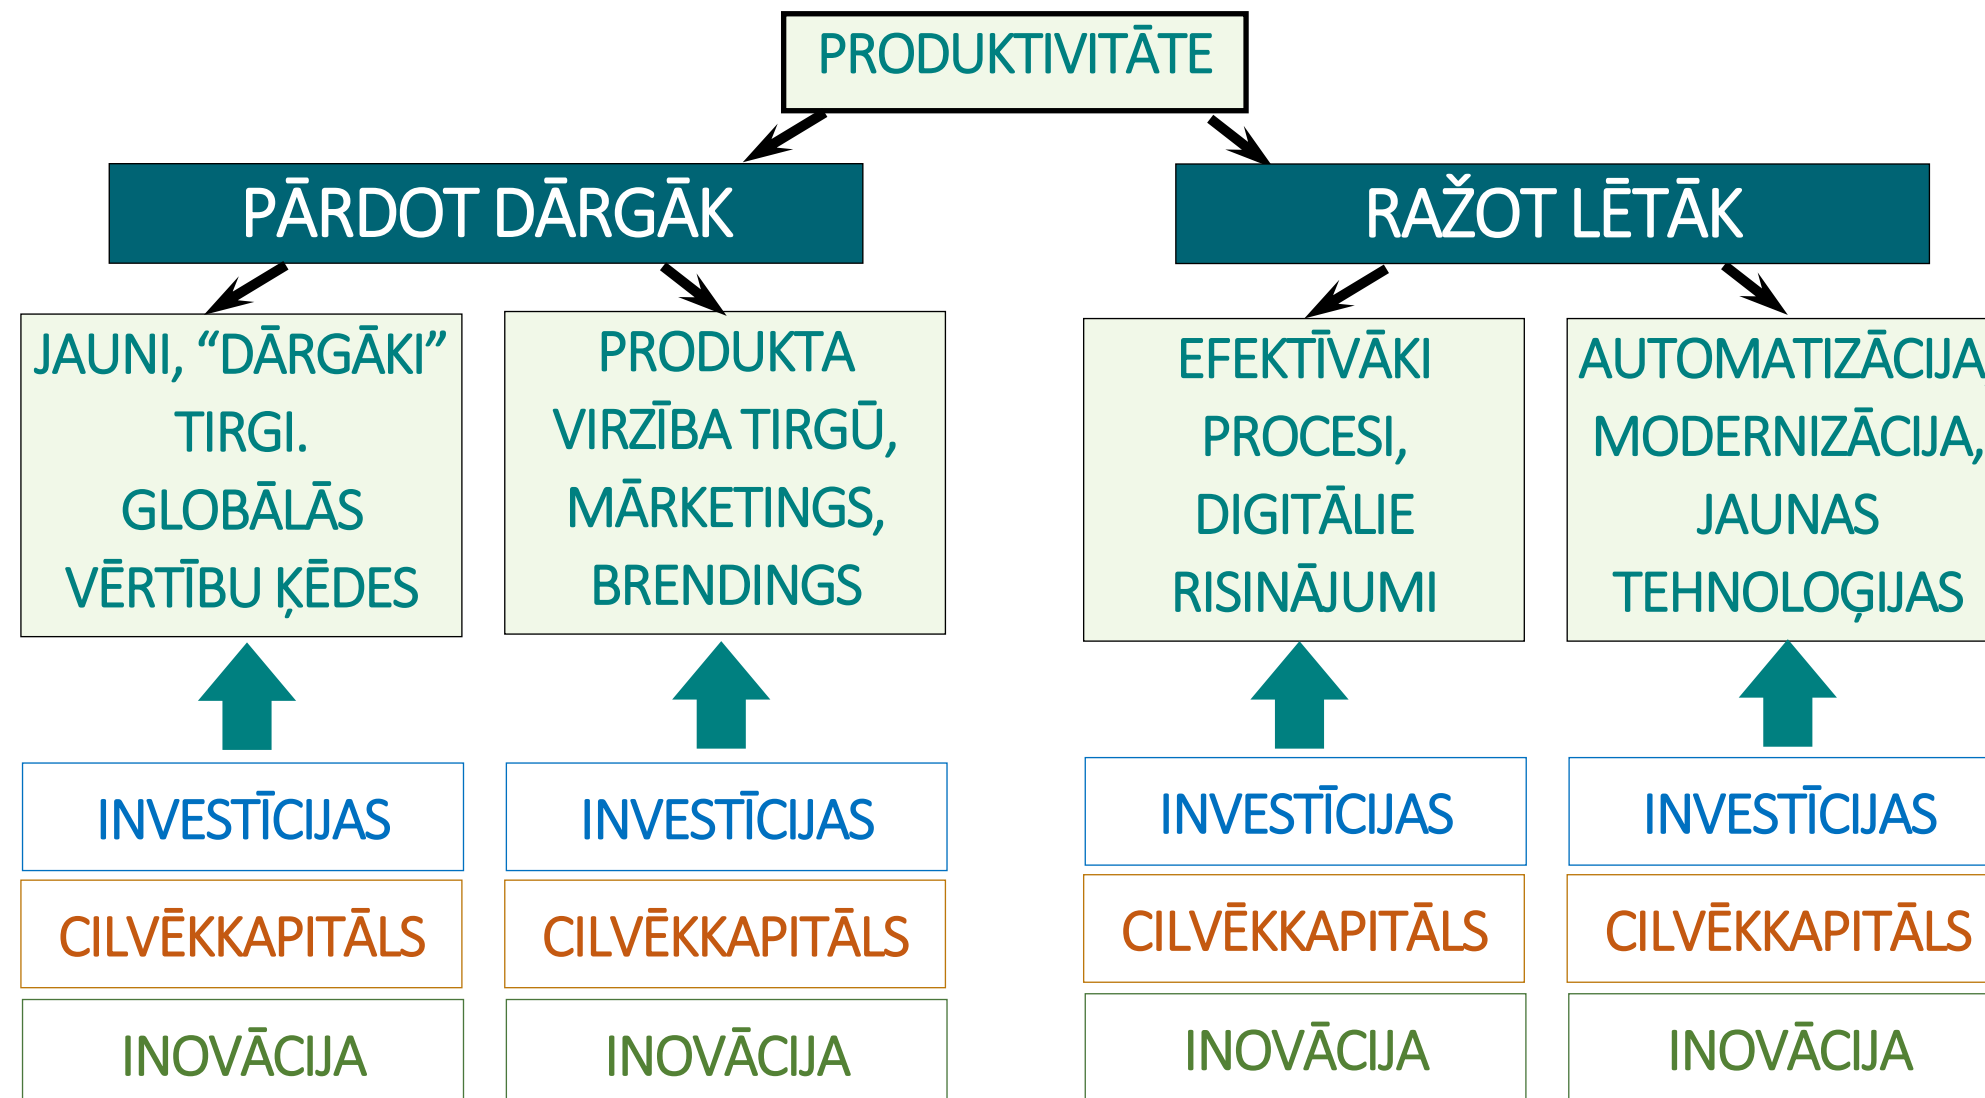 PRODUKTIVITĀTE
PĀRDOT DĀRGĀK
RAŽOT LĒTĀK
JAUNI, “DĀRGĀKI”
TIRGI.
GLOBĀLĀS
VĒRTĪBU ĶĒDES
PRODUKTA
VIRZĪBA TIRGŪ,
MĀRKETINGS,
BRENDINGS
EFEKTĪVĀKI
PROCESI,
DIGITĀLIE
RISINĀJUMI
AUTOMATIZĀCIJA
MODERNIZĀCIJA,
JAUNAS
TEHNOLOĢIJAS
INVESTĪCIJAS
INVESTĪCIJAS
INVESTĪCIJAS
INVESTĪCIJAS
CILVĒKKAPITĀLS
CILVĒKKAPITĀLS
CILVĒKKAPITĀLS
CILVĒKKAPITĀLS
INOVĀCIJA
INOVĀCIJA
INOVĀCIJA
INOVĀCIJA